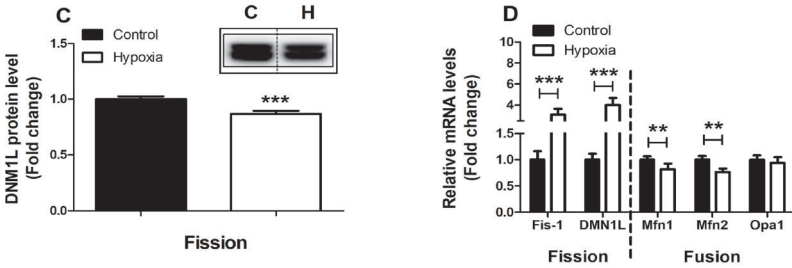 C
C H
Control
Hypoxia
DNM1L protein level
(Fold change)
1.5
1.0
0.5
0.0
***
Fission
D
Control
Hypoxia
Relative mRNA levels
(Fold change)
10
8
6
4
2
1.0
0.5
0.0
*** *** ** **
Fis-1 DMN1L Mfn1 Mfn2 Opa1
Fission Fusion